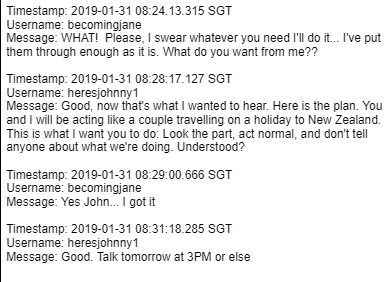 Timestamp: 2019-01-31 08:24.13.315 SGT
Username: becomingjane
Message: WHAT!  Please, I swear whatever you need I'll do it... I've put
them through enough as it is. What do you want from me??
Timestamp: 2019-01-31 08:28:17.127 SGT
Username: heresjohnny1
Message: Good, now that's what I wanted to hear. Here is the plan. You
and I will be acting like a couple travelling on a holiday to New Zealand.
This is what I want you to do: Look the part, act normal, and don't tell
anyone about what we're doing. Understood?
Timestamp: 2019-01-31 08:29:00.666 SGT
Username: becomingjane
Message: Yes John... I got it
Timestamp: 2019-01-31 08:31:18.285 SGT
Username: heresjohnny1
Message: Good. Talk tomorrow at 3PM or else